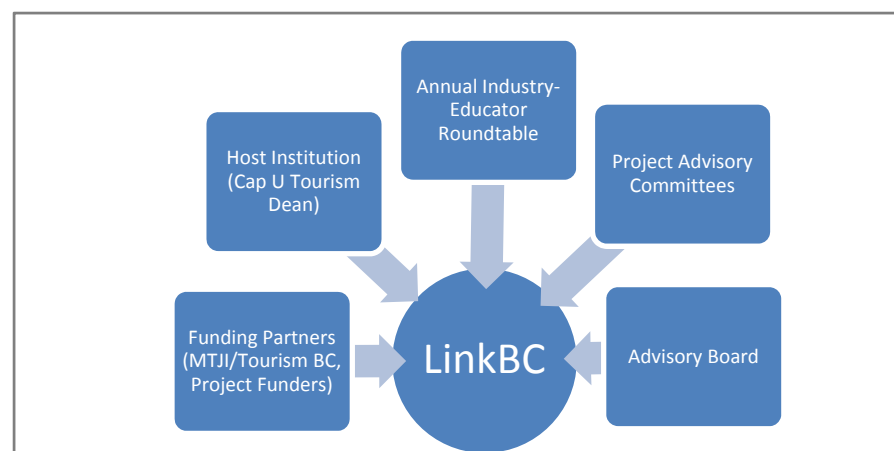 Annual Industry-
Educator
Roundtable
Host Institution
(Cap U Tourism
Dean)
Project Advisory
Committees
Funding Partners
(MTJI/Tourism BC,
Project Funders)
LinkBC
Advisory Board